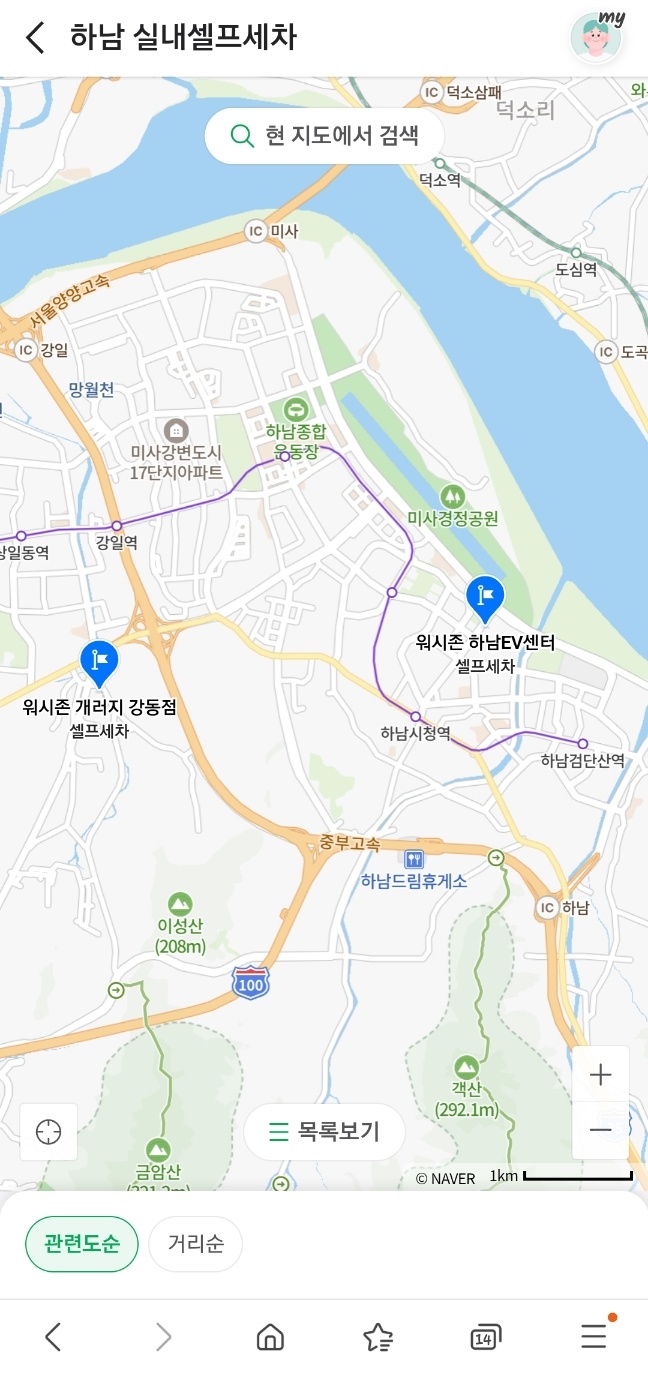 하남 실내셀프세차
my
IC 덕소삼패
덕소리
현 지도에서 검색
덕소역
IC 미사
도심역
서울양양고속
IC 강일
IC 도곡
망월천
미사강변도시
17단지아파트
하남종합
운동장
미사경정공원
강일역
상일동역
워시존 하남EV센터
셀프세차
워시존 개러지 강동점
셀프세차
하남시청역
하남검단산역
중부고속
하남드림휴게소
이성산
(208m)
IC 하남
100
객산
(292.1m)
목록보기
금암산
© NAVER 1km
관련도순
거리순
14